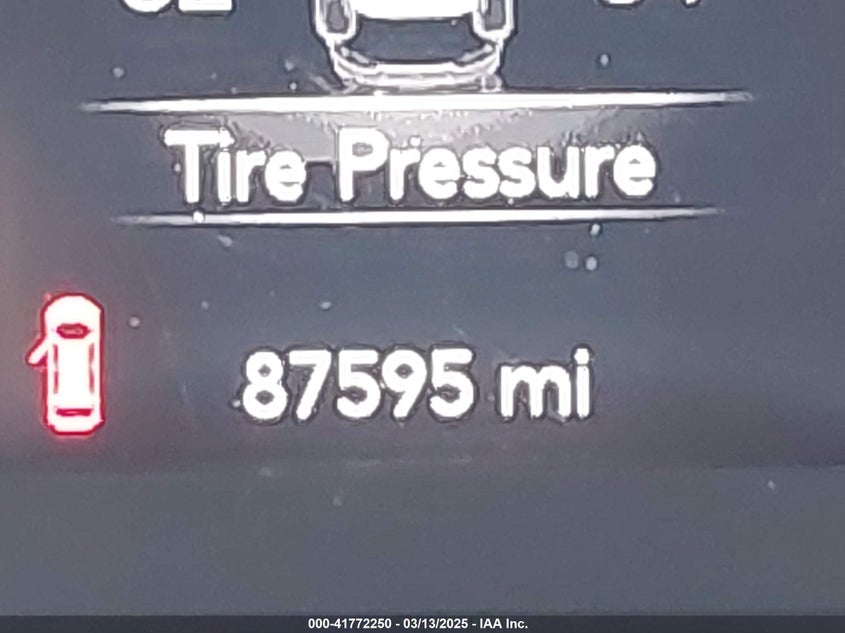 Tire Pressure
87595 mi
000-41772250 - 03/13/2025 - IAA Inc.